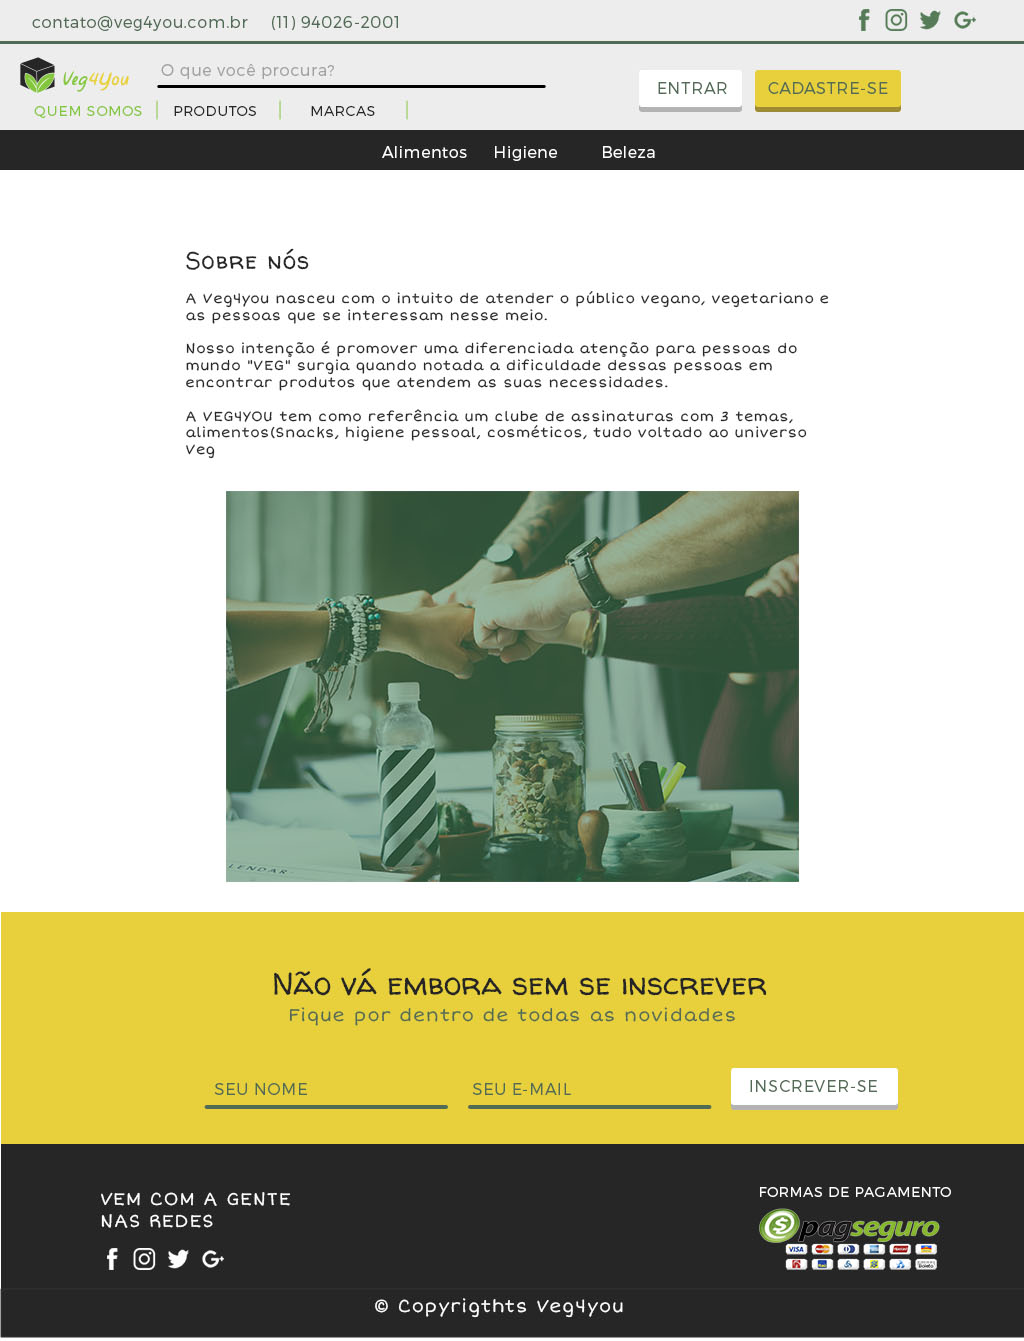 contato@veg4you.com.br (11) 94026-2001
Veg4You
O que você procura?
ENTRAR
CADASTRE-SE
QUEM SOMOS
PRODUTOS
MARCAS
Alimentos Higiene Beleza
Sobre nós
A Veg4you nasceu com o intuito de atender o público vegano, vegetariano e
as pessoas que se interessam nesse meio.
Nosso intenção é promover uma diferenciada atenção para pessoas do
mundo "VEG" surgia quando notada a dificuldade dessas pessoas em
encontrar produtos que atendem as suas necessidades.
A VEG4YOU tem como referência um clube de assinaturas com 3 temas,
alimentos(Snacks, higiene pessoal, cosméticos, tudo voltado ao universo
Veg
LENDAR
Não vá embora sem se inscrever
Fique por dentro de todas as novidades
SEU NOME
SEU E-MAIL
INSCREVER-SE
VEM COM A GENTE
NAS REDES
FORMAS DE PAGAMENTO
pagseguro
VISA
© Copyrigthts Veg4you